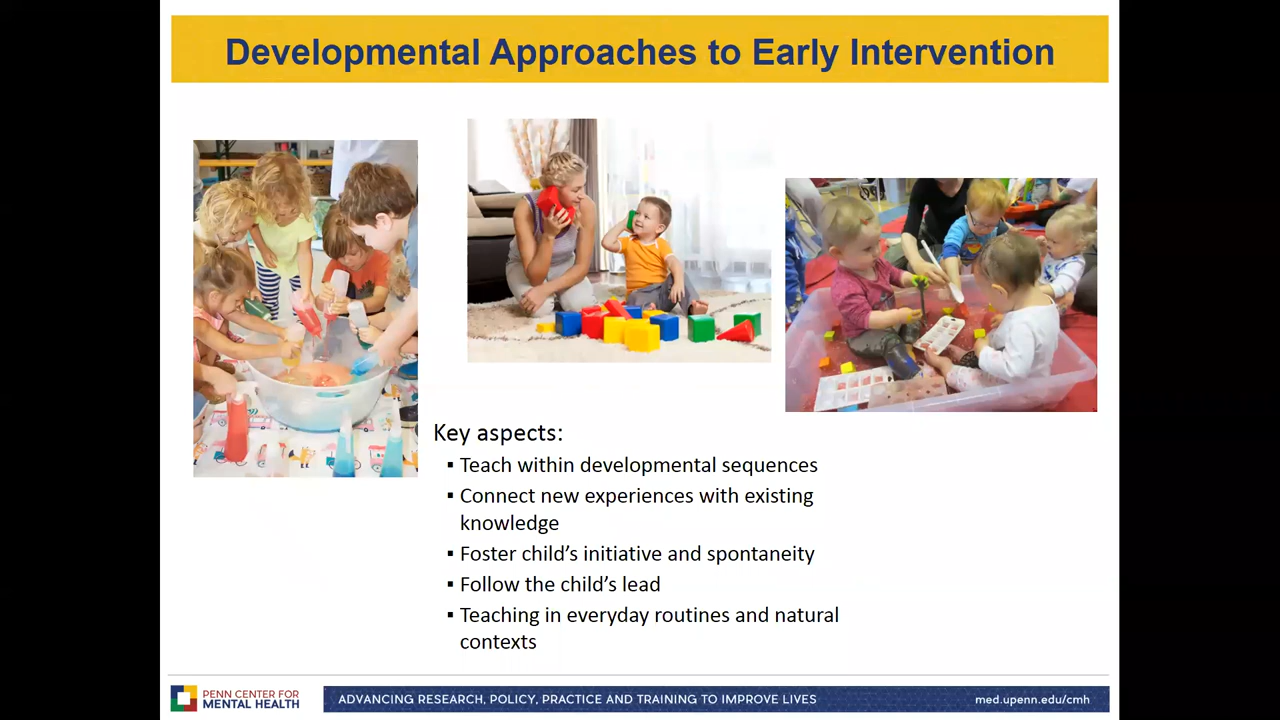 Developmental Approaches to Early Intervention
Key aspects:
▪ Teach within developmental sequences
▪ Connect new experiences with existing
knowledge
▪ Foster child’s initiative and spontaneity
▪ Follow the child’s lead
▪ Teaching in everyday routines and natural
contexts
PENN CENTER FOR
MENTAL HEALTH
ADVANCING RESEARCH, POLICY, PRACTICE AND TRAINING TO IMPROVE LIVES
med.upenn.edu/cmh